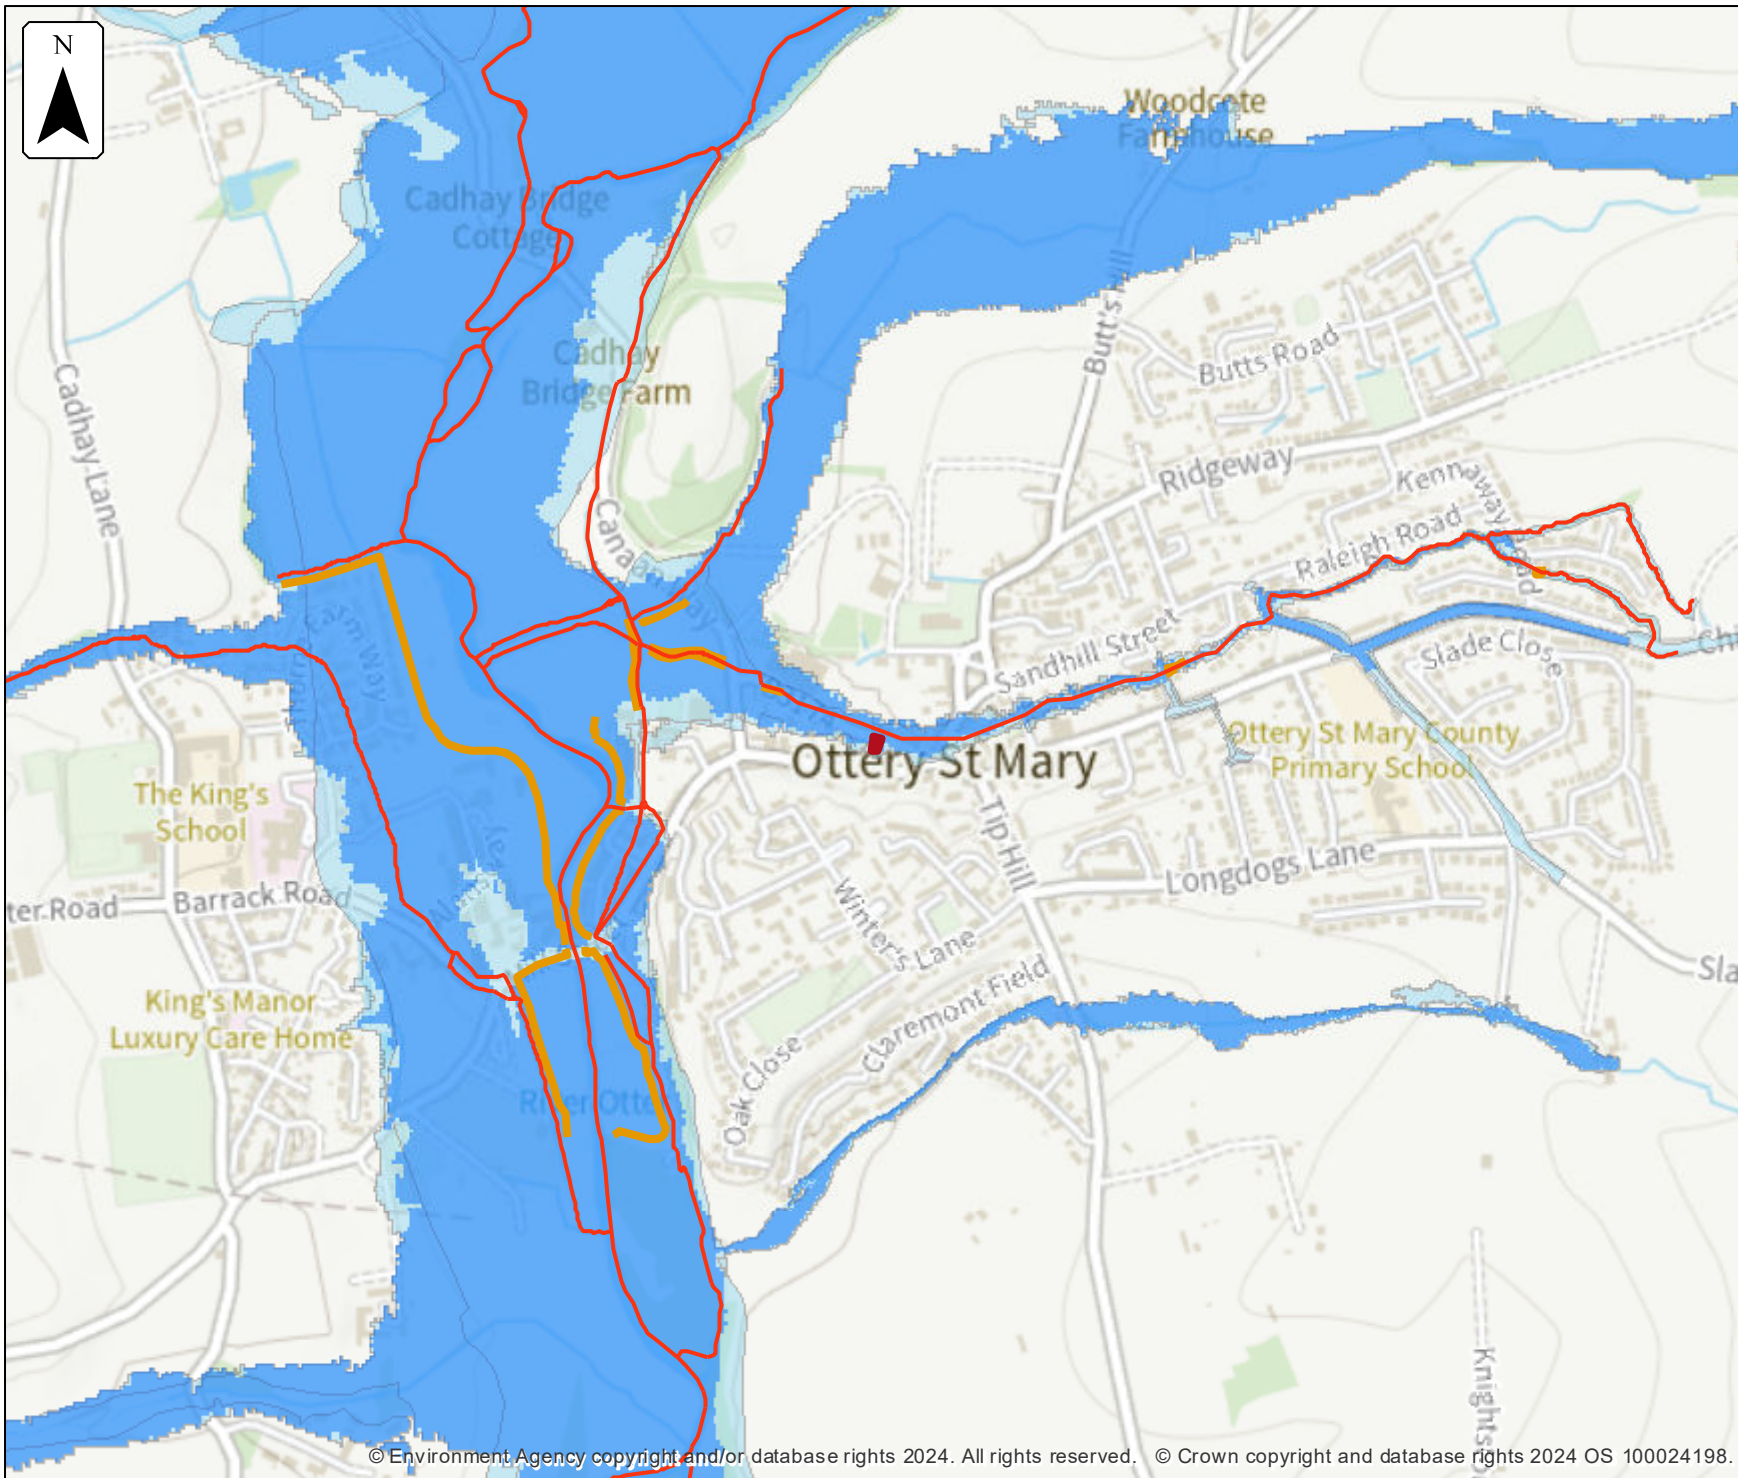 N
Woodcote
Farmhouse
Cadhay Bridge
Cottage
Butt's Hill
Cadhay
Bridge Farm
Butts Road
Cadhay Lane
Ridgeway
Kennaway Road
Raleigh Road
Sandhill Street
Slade Close
Ottery St Mary County
Primary School
Ottery St Mary
The King's
School
Tip Hill
Longdogs Lane
Barrack Road
ter Road
Winter's Lane
Claremont Field
Sla
King's Manor
Luxury Care Home
Oak Close
River Otter
Knights
© Environment Agency copyright and/or database rights 2024. All rights reserved. © Crown copyright and database rights 2024 OS 100024198.